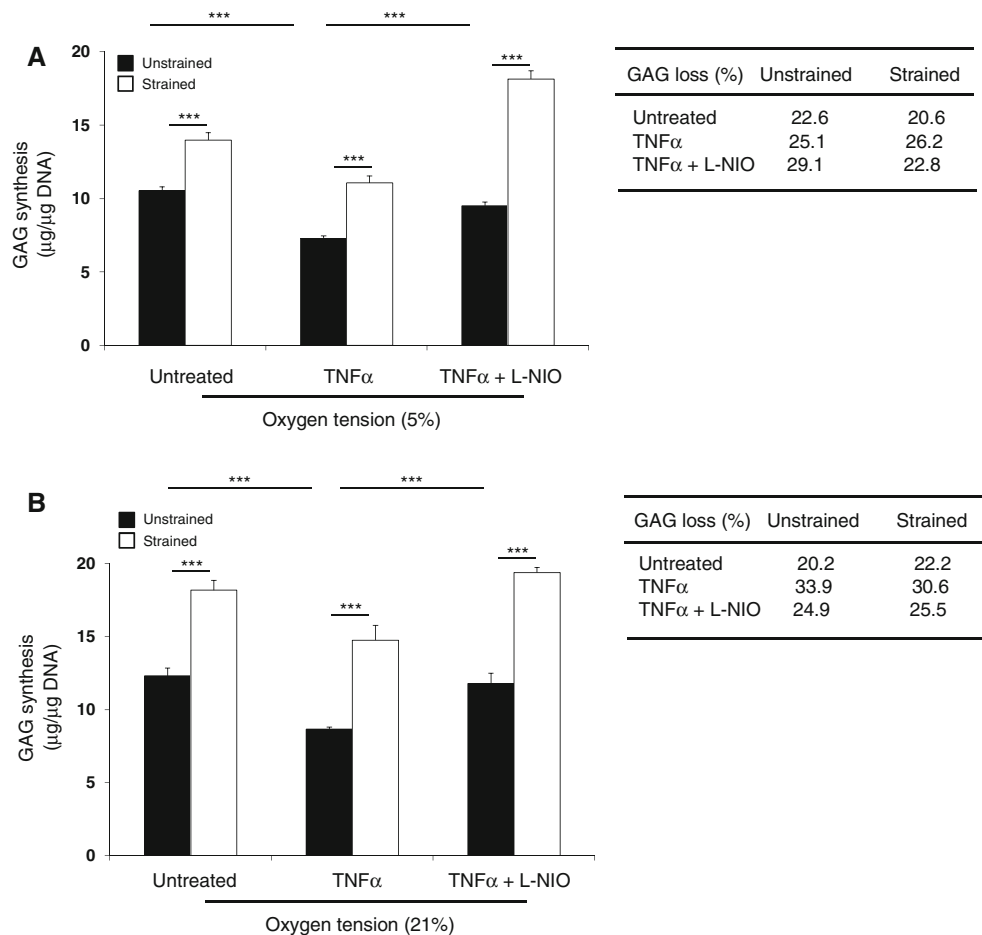 *** ***
A
20
15
10
5
0
GAG synthesis
(µg/µg DNA)
Unstrained
Strained
***
***
***
Untreated TNFα TNFα + L-NIO
Oxygen tension (5%)
GAG loss (%) Unstrained Strained
Untreated 22.6 20.6
TNFα 25.1 26.2
TNFα + L-NIO 29.1 22.8
*** ***
B
20
15
10
5
0
GAG synthesis
(µg/µg DNA)
Unstrained
Strained
***
***
***
Untreated TNFα TNFα + L-NIO
Oxygen tension (21%)
GAG loss (%) Unstrained Strained
Untreated 20.2 22.2
TNFα 33.9 30.6
TNFα + L-NIO 24.9 25.5